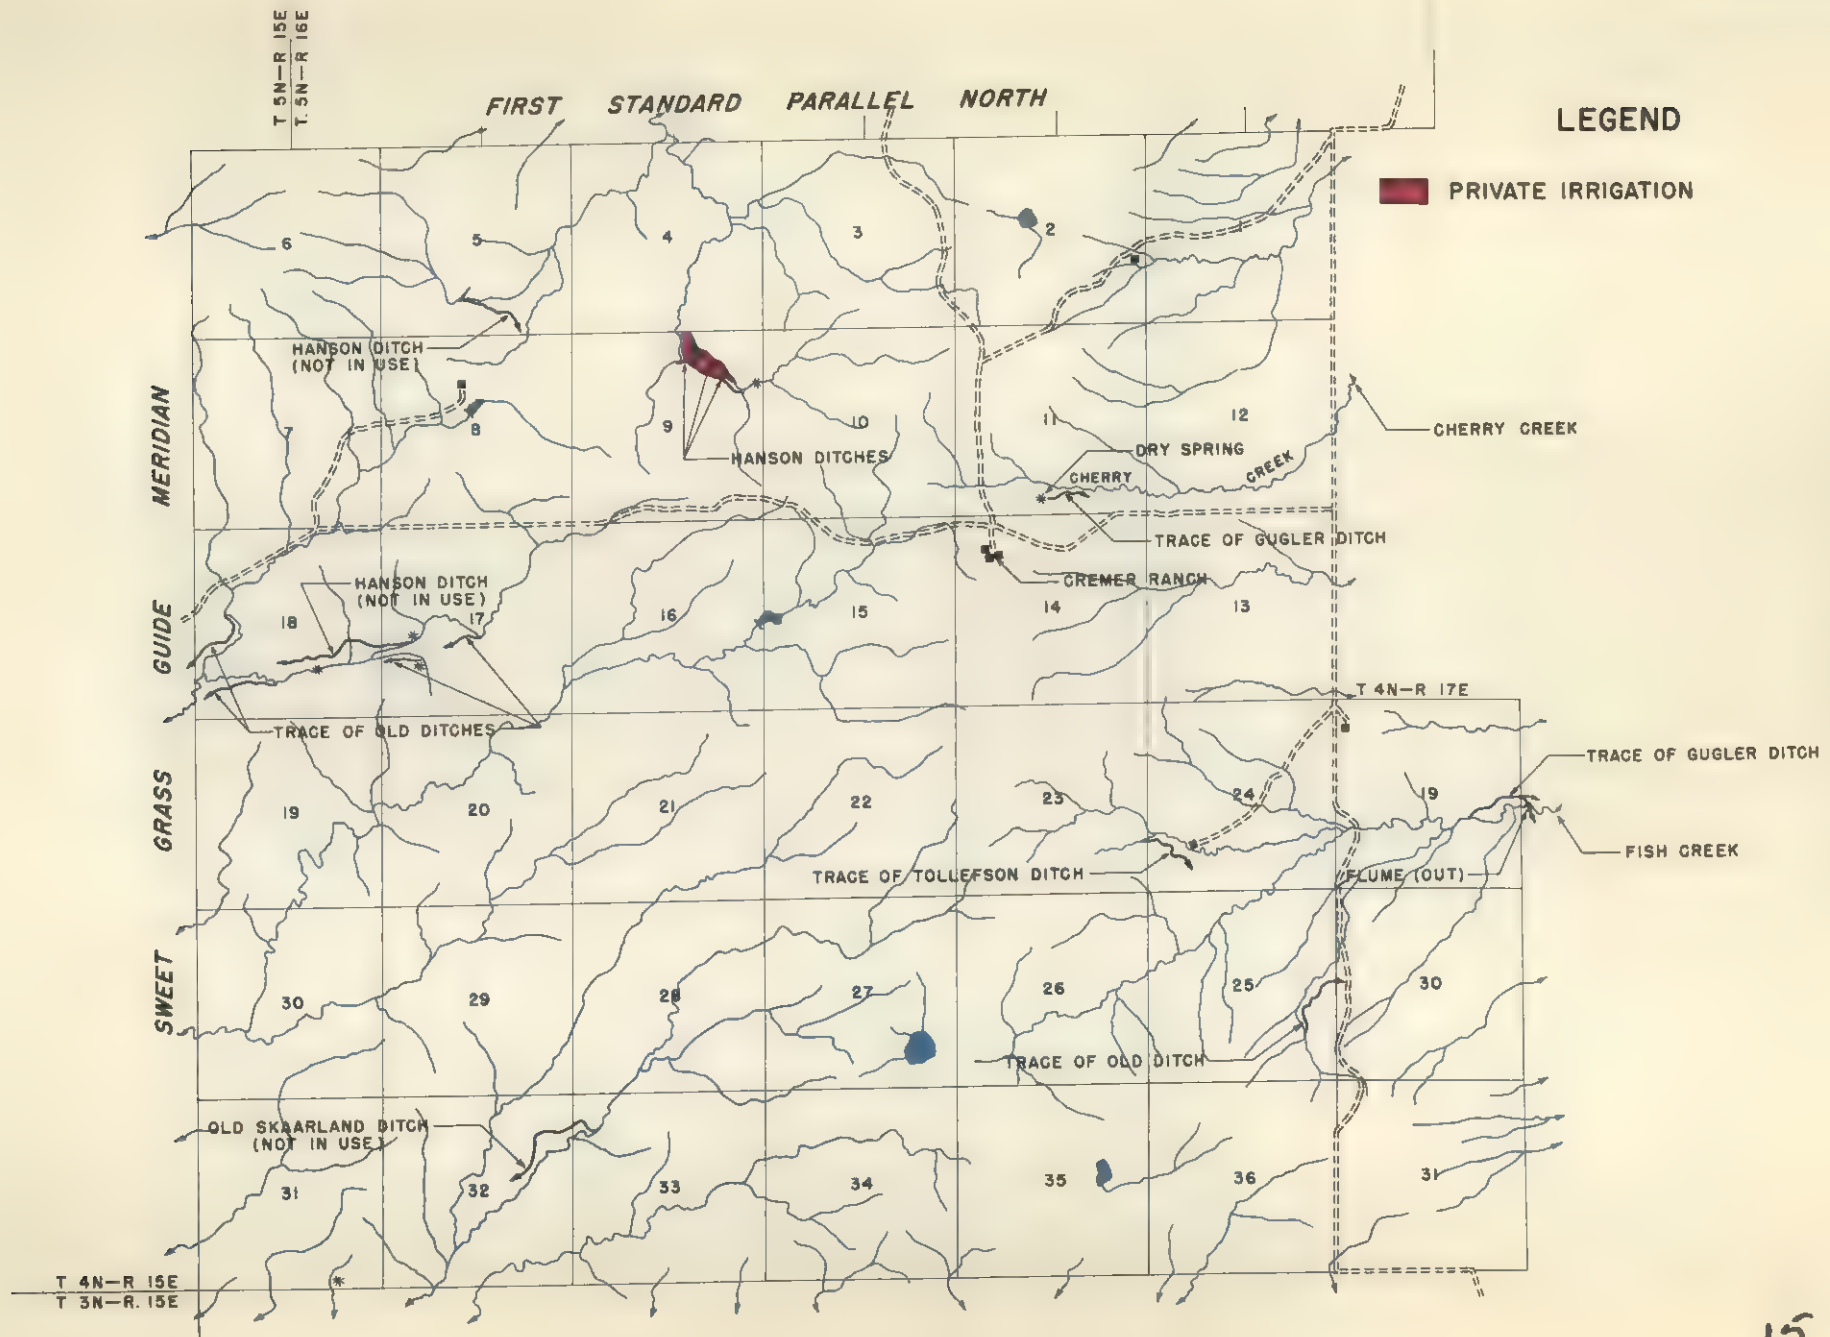 T 5N–R 15E
T. 5N–R 16E
FIRST STANDARD PARALLEL NORTH
LEGEND
PRIVATE IRRIGATION
6
5
4
3
2
1
HANSON DITCH
(NOT IN USE)
7
8
9
10
11
12
HANSON DITCHES
DRY SPRING
CHERRY CREEK
CHERRY CREEK
TRACE OF GUGLER DITCH
CREMER RANCH
HANSON DITCH
(NOT IN USE)
18
17
16
15
14
13
TRACE OF OLD DITCHES
T 4N–R 17E
TRACE OF GUGLER DITCH
19
20
21
22
23
24
19
FISH CREEK
TRACE OF TOLLEFSON DITCH
FLUME (OUT)
30
29
28
27
26
25
30
TRACE OF OLD DITCH
OLD SKAARLAND DITCH
(NOT IN USE)
31
32
33
34
35
36
31
SWEET GRASS GUIDE MERIDIAN
T 4N–R 15E
T 3N–R. 15E
15